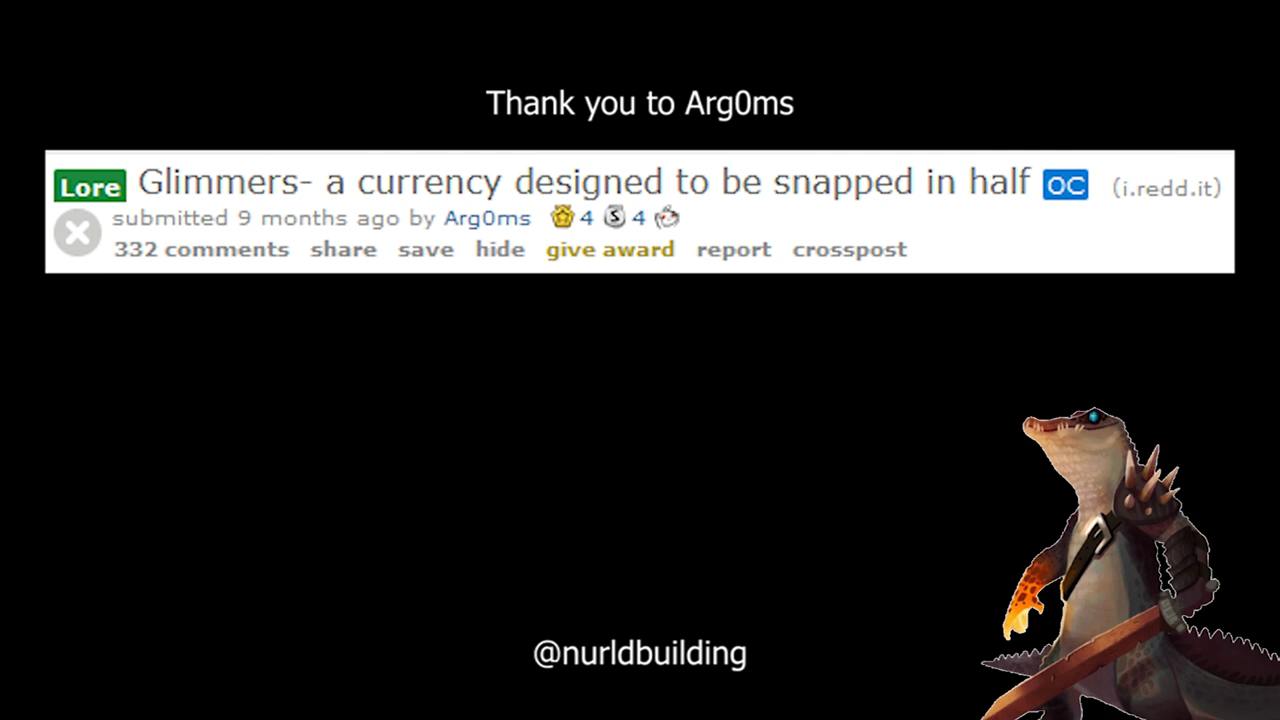 Thank you to Arg0ms
Lore Glimmers- a currency designed to be snapped in half OC (i.redd.it)
submitted 9 months ago by Arg0ms 4 S 4
332 comments share save hide give award report crosspost
@nurldbuilding